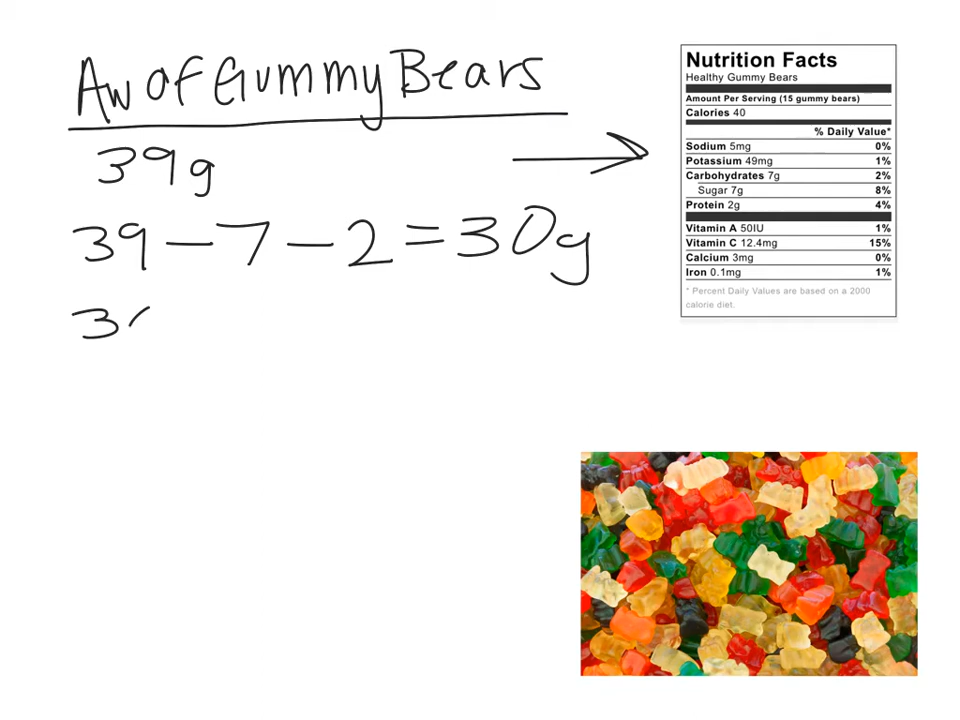 Aw of Gummy Bears
39g
39 – 7 – 2 = 30g
Nutrition Facts
Healthy Gummy Bears
Amount Per Serving (15 gummy bears)
Calories 40
% Daily Value*
Sodium 5mg 0%
Potassium 49mg 1%
Carbohydrates 7g 2%
Sugar 7g 8%
Protein 2g 4%
Vitamin A 50IU 1%
Vitamin C 12.4mg 15%
Calcium 3mg 0%
Iron 0.1mg 1%
* Percent Daily Values are based on a 2000
calorie diet.